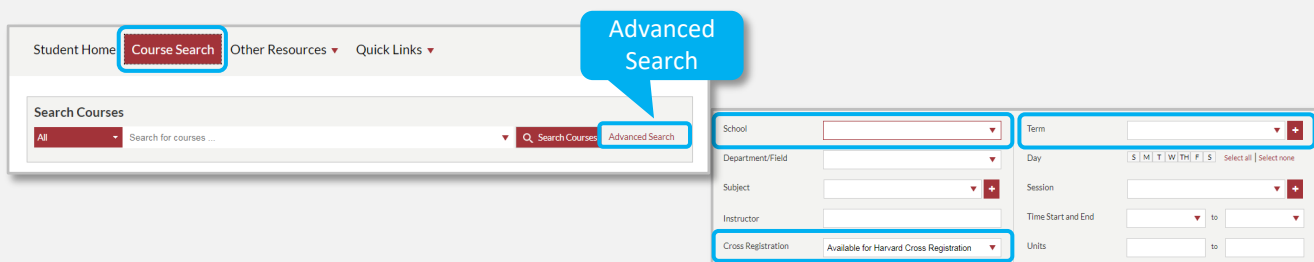 Advanced
Search
Student Home Course Search Other Resources Quick Links
Search Courses
All Search for courses ... Search Courses Advanced Search
School Term
Department/Field Day S M T W TH F S Select all | Select none
Subject + Session +
Instructor Time Start and End to
Cross Registration Available for Harvard Cross Registration Units to